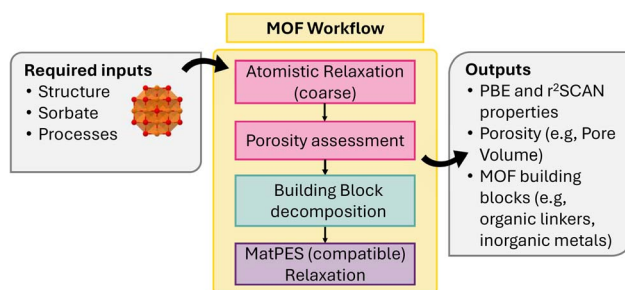 MOF Workflow
Required inputs
• Structure
• Sorbate
• Processes
Atomistic Relaxation
(coarse)
Porosity assessment
Building Block
decomposition
MatPES (compatible)
Relaxation
Outputs
• PBE and r²SCAN
properties
• Porosity (e.g, Pore
Volume)
• MOF building
blocks (e.g,
organic linkers,
inorganic metals)